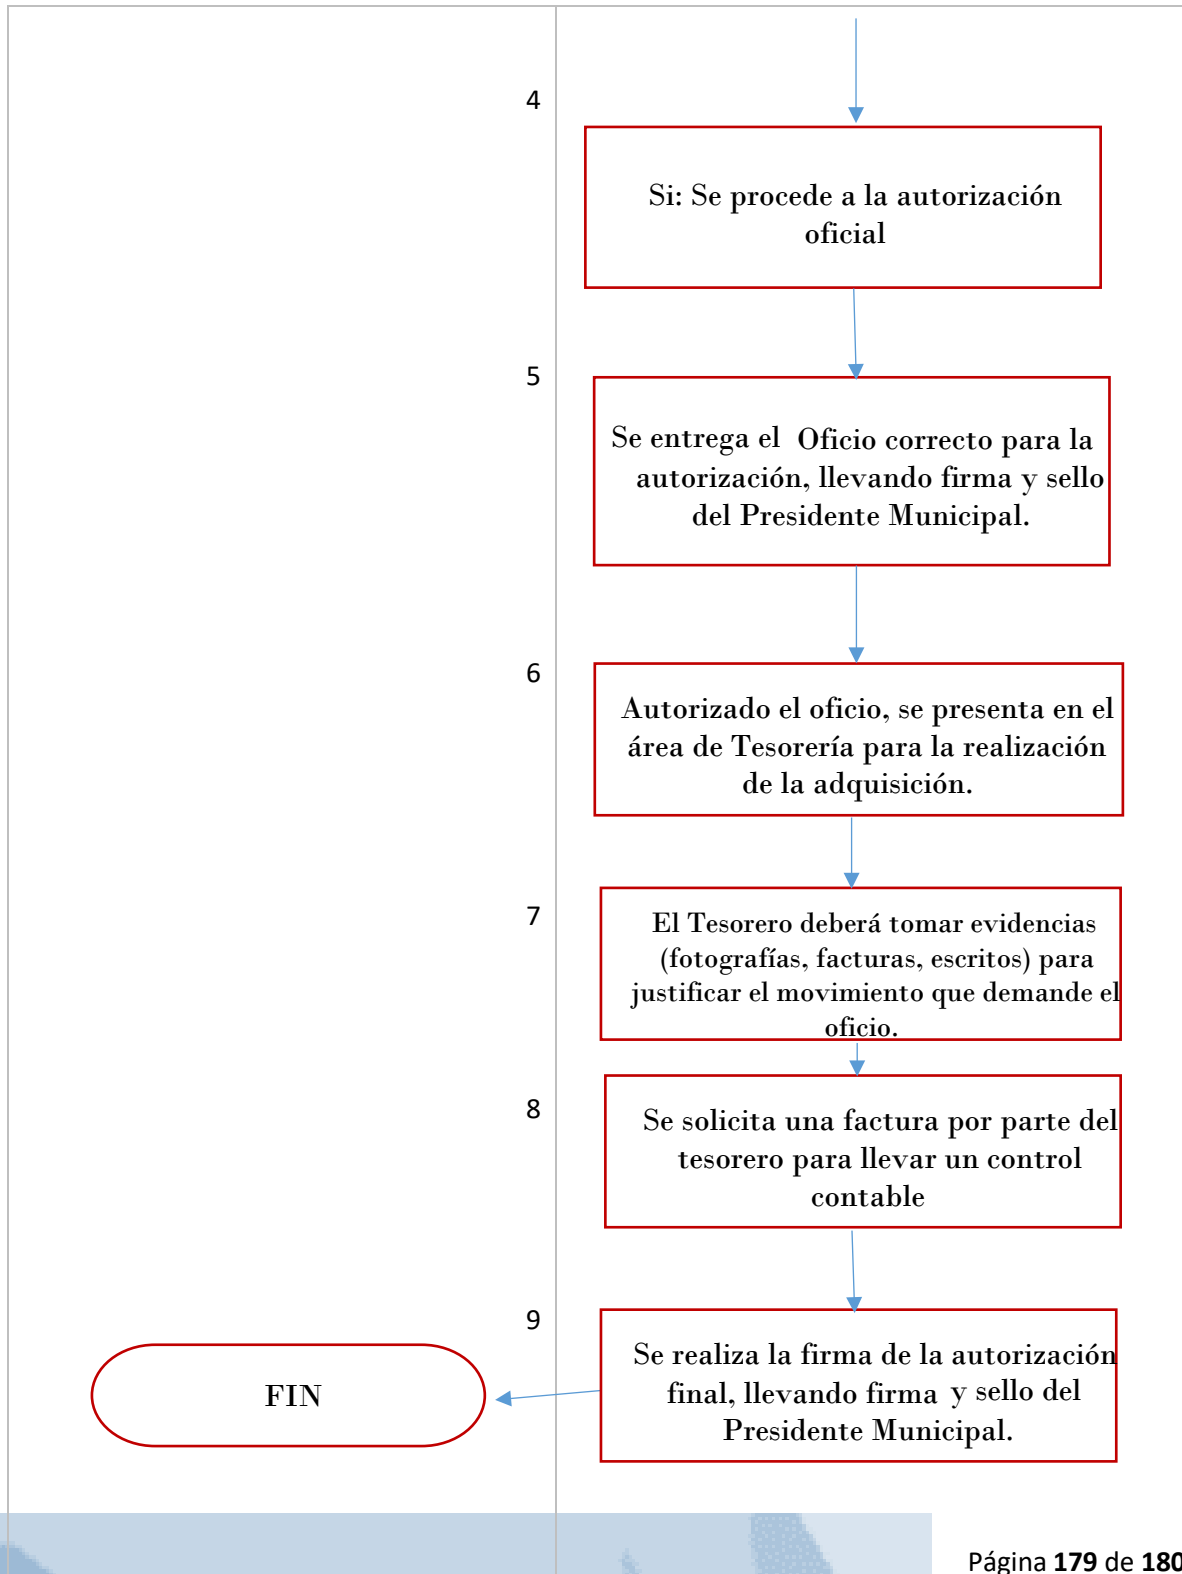 4
Si: Se procede a la autorización
oficial
5
Se entrega el Oficio correcto para la
autorización, llevando firma y sello
del Presidente Municipal.
6
Autorizado el oficio, se presenta en el
área de Tesorería para la realización
de la adquisición.
7
El Tesorero deberá tomar evidencias
(fotografías, facturas, escritos) para
justificar el movimiento que demande el
oficio.
8
Se solicita una factura por parte del
tesorero para llevar un control
contable
9
Se realiza la firma de la autorización
final, llevando firma y sello del
Presidente Municipal.
FIN
Página 179 de 180